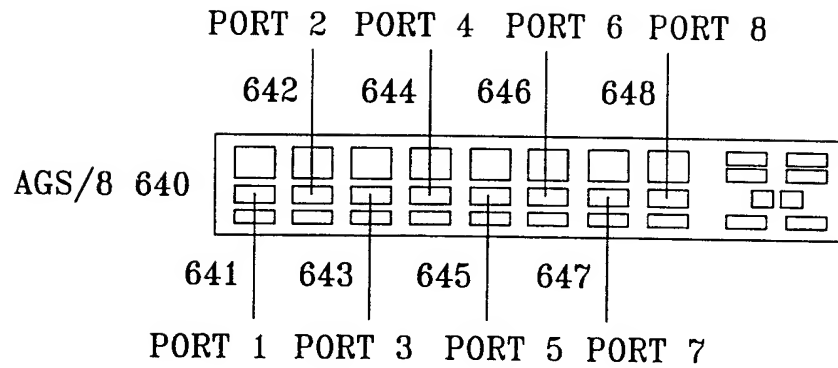 PORT 2 PORT 4 PORT 6 PORT 8
642 644 646 648
AGS/8 640
641 643 645 647
PORT 1 PORT 3 PORT 5 PORT 7